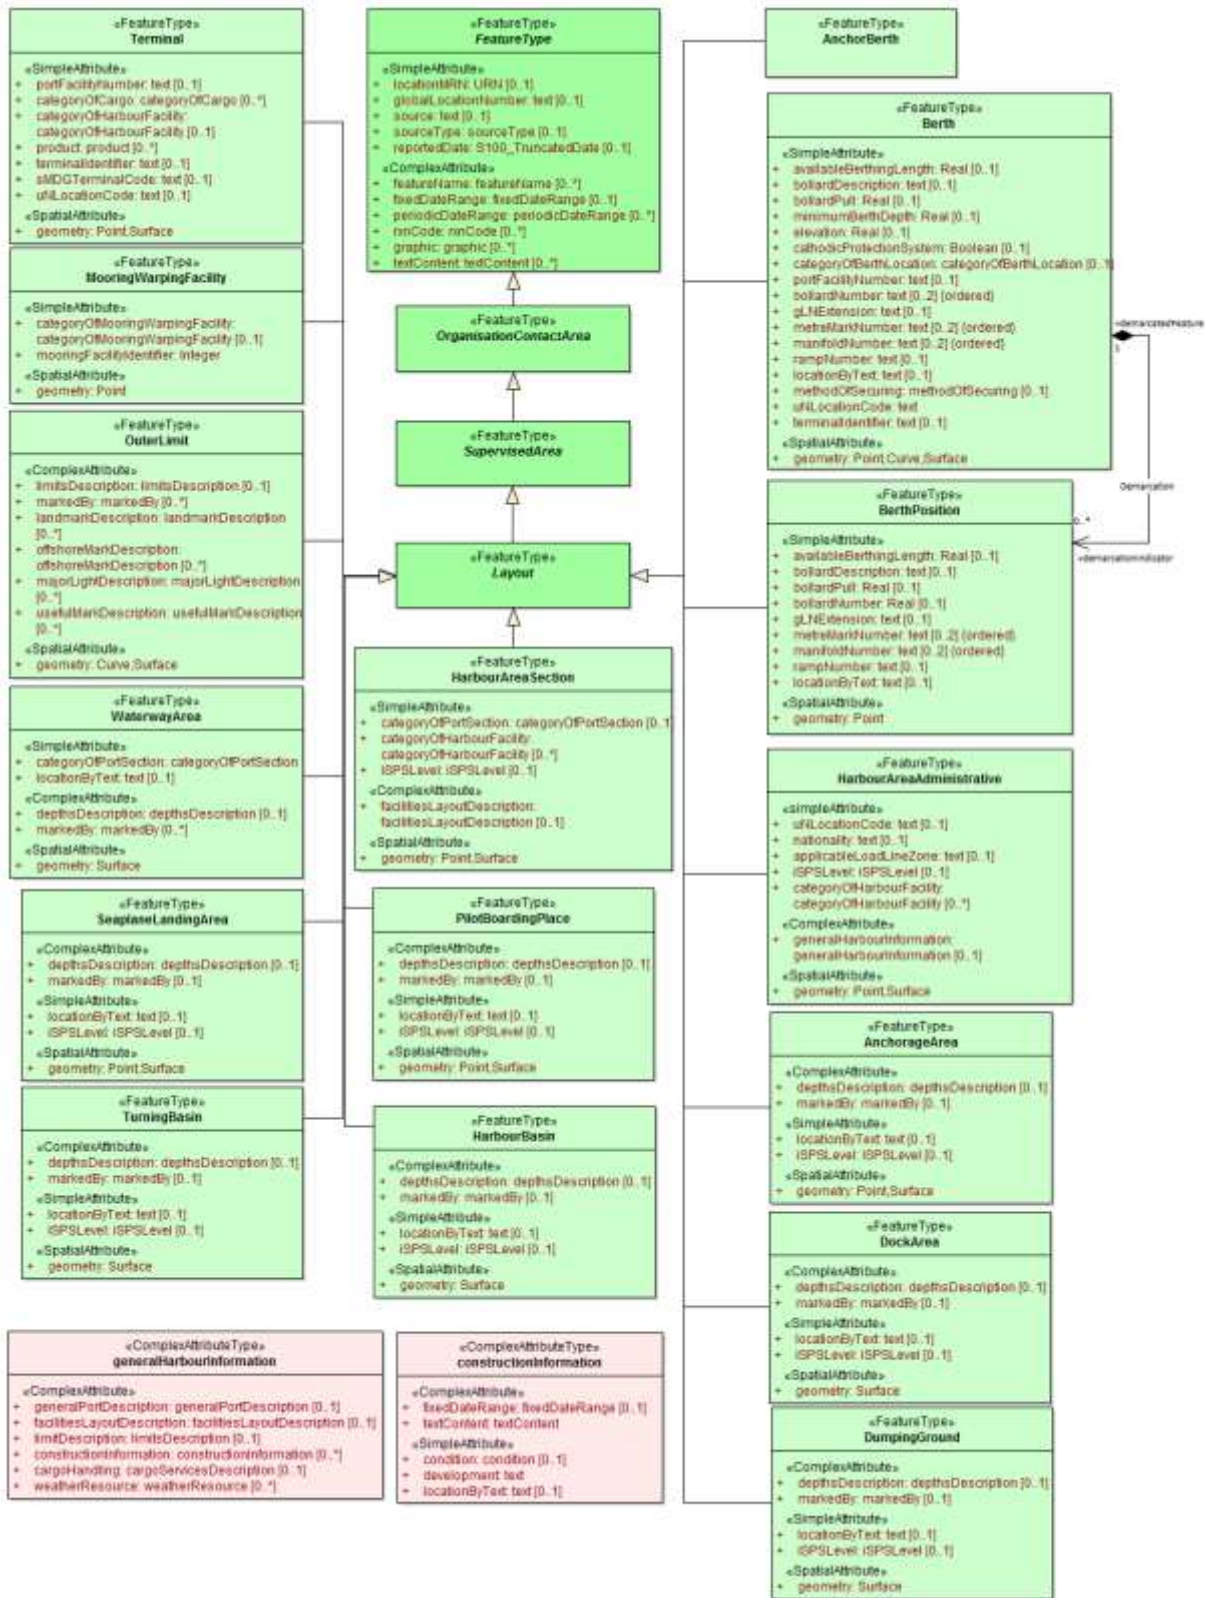 «FeatureType»
Terminal
«SimpleAttribute»
+ portFacilityNumber: text [0..1]
+ categoryOfCargo: categoryOfCargo [0..*]
+ categoryOfHarbourFacility:
categoryOfHarbourFacility [0..1]
+ product: product [0..*]
+ terminalIdentifier: text [0..1]
+ sMDGTerminalCode: text [0..1]
+ uNLocationCode: text [0..1]
«SpatialAttribute»
+ geometry: Point,Surface
«FeatureType»
MooringWarpingFacility
«SimpleAttribute»
+ categoryOfMooringWarpingFacility:
categoryOfMooringWarpingFacility [0..1]
+ mooringFacilityIdentifier: Integer
«SpatialAttribute»
+ geometry: Point
«FeatureType»
OuterLimit
«ComplexAttribute»
+ limitsDescription: limitsDescription [0..1]
+ markedBy: markedBy [0..*]
+ landmarkDescription: landmarkDescription
[0..*]
+ offshoreMarkDescription:
offshoreMarkDescription [0..*]
+ majorLightDescription: majorLightDescription
[0..*]
+ usefulMarkDescription: usefulMarkDescription
[0..*]
«SpatialAttribute»
+ geometry: Curve,Surface
«FeatureType»
WaterwayArea
«SimpleAttribute»
+ categoryOfPortSection: categoryOfPortSection
+ locationByText: text [0..1]
«ComplexAttribute»
+ depthsDescription: depthsDescription [0..1]
+ markedBy: markedBy [0..*]
«SpatialAttribute»
+ geometry: Surface
«FeatureType»
SeaplaneLandingArea
«ComplexAttribute»
+ depthsDescription: depthsDescription [0..1]
+ markedBy: markedBy [0..1]
«SimpleAttribute»
+ locationByText: text [0..1]
+ iSPSLevel: iSPSLevel [0..1]
«SpatialAttribute»
+ geometry: Point,Surface
«FeatureType»
TurningBasin
«ComplexAttribute»
+ depthsDescription: depthsDescription [0..1]
+ markedBy: markedBy [0..1]
«SimpleAttribute»
+ locationByText: text [0..1]
+ iSPSLevel: iSPSLevel [0..1]
«SpatialAttribute»
+ geometry: Surface
«FeatureType»
FeatureType
«SimpleAttribute»
+ locationMRN: URN [0..1]
+ globalLocationNumber: text [0..1]
+ source: text [0..1]
+ sourceType: sourceType [0..1]
+ reportedDate: S100_TruncatedDate [0..1]
«ComplexAttribute»
+ featureName: featureName [0..*]
+ fixedDateRange: fixedDateRange [0..1]
+ periodicDateRange: periodicDateRange [0..*]
+ rxnCode: rxnCode [0..*]
+ graphic: graphic [0..*]
+ textContent: textContent [0..*]
«FeatureType»
OrganisationContactArea
«FeatureType»
SupervisedArea
«FeatureType»
Layout
«FeatureType»
HarbourAreaSection
«SimpleAttribute»
+ categoryOfPortSection: categoryOfPortSection [0..1
+ categoryOfHarbourFacility:
categoryOfHarbourFacility [0..*]
+ iSPSLevel: iSPSLevel [0..1]
«ComplexAttribute»
+ facilitiesLayoutDescription:
facilitiesLayoutDescription [0..1]
«SpatialAttribute»
+ geometry: Point,Surface
«FeatureType»
PilotBoardingPlace
«ComplexAttribute»
+ depthsDescription: depthsDescription [0..1]
+ markedBy: markedBy [0..1]
«SimpleAttribute»
+ locationByText: text [0..1]
+ iSPSLevel: iSPSLevel [0..1]
«SpatialAttribute»
+ geometry: Point,Surface
«FeatureType»
HarbourBasin
«ComplexAttribute»
+ depthsDescription: depthsDescription [0..1]
+ markedBy: markedBy [0..1]
«SimpleAttribute»
+ locationByText: text [0..1]
+ iSPSLevel: iSPSLevel [0..1]
«SpatialAttribute»
+ geometry: Surface
«FeatureType»
AnchorBerth
«FeatureType»
Berth
«SimpleAttribute»
+ availableBerthingLength: Real [0..1]
+ bollardDescription: text [0..1]
+ bollardPull: Real [0..1]
+ minimumBerthDepth: Real [0..1]
+ elevation: Real [0..1]
+ cathodicProtectionSystem: Boolean [0..1]
+ categoryOfBerthLocation: categoryOfBerthLocation [0..1]
+ portFacilityNumber: text [0..1]
+ bollardNumber: text [0..2] {ordered}
+ gLNExtension: text [0..1]
+ metreMarkNumber: text [0..2] {ordered}
+ manifoldNumber: text [0..2] {ordered}
+ rampNumber: text [0..1]
+ locationByText: text [0..1]
+ methodOfSecuring: methodOfSecuring [0..1]
+ uNLocationCode: text
+ terminalIdentifier: text [0..1]
«SpatialAttribute»
+ geometry: Point,Curve,Surface
+demarcatedFeature
1
Demarcation
0..*
+demarcationIndicator
«FeatureType»
BerthPosition
«SimpleAttribute»
+ availableBerthingLength: Real [0..1]
+ bollardDescription: text [0..1]
+ bollardPull: Real [0..1]
+ bollardNumber: Real [0..1]
+ gLNExtension: text [0..1]
+ metreMarkNumber: text [0..2] {ordered}
+ manifoldNumber: text [0..2] {ordered}
+ rampNumber: text [0..1]
+ locationByText: text [0..1]
«SpatialAttribute»
+ geometry: Point
«FeatureType»
HarbourAreaAdministrative
«simpleAttribute»
+ uNLocationCode: text [0..1]
+ nationality: text [0..1]
+ applicableLoadLineZone: text [0..1]
+ iSPSLevel: iSPSLevel [0..1]
+ categoryOfHarbourFacility:
categoryOfHarbourFacility [0..*]
«ComplexAttribute»
+ generalHarbourInformation:
generalHarbourInformation [0..1]
«SpatialAttribute»
+ geometry: Point,Surface
«FeatureType»
AnchorageArea
«ComplexAttribute»
+ depthsDescription: depthsDescription [0..1]
+ markedBy: markedBy [0..1]
«SimpleAttribute»
+ locationByText: text [0..1]
+ iSPSLevel: iSPSLevel [0..1]
«SpatialAttribute»
+ geometry: Point,Surface
«FeatureType»
DockArea
«ComplexAttribute»
+ depthsDescription: depthsDescription [0..1]
+ markedBy: markedBy [0..1]
«SimpleAttribute»
+ locationByText: text [0..1]
+ iSPSLevel: iSPSLevel [0..1]
«SpatialAttribute»
+ geometry: Surface
«FeatureType»
DumpingGround
«ComplexAttribute»
+ depthsDescription: depthsDescription [0..1]
+ markedBy: markedBy [0..1]
«SimpleAttribute»
+ locationByText: text [0..1]
+ iSPSLevel: iSPSLevel [0..1]
«SpatialAttribute»
+ geometry: Surface
«ComplexAttributeType»
generalHarbourInformation
«ComplexAttribute»
+ generalPortDescription: generalPortDescription [0..1]
+ facilitiesLayoutDescription: facilitiesLayoutDescription [0..1]
+ limitDescription: limitsDescription [0..1]
+ constructionInformation: constructionInformation [0..*]
+ cargoHandling: cargoServicesDescription [0..1]
+ weatherResource: weatherResource [0..*]
«ComplexAttributeType»
constructionInformation
«ComplexAttribute»
+ fixedDateRange: fixedDateRange [0..1]
+ textContent: textContent
«SimpleAttribute»
+ condition: condition [0..1]
+ development: text
+ locationByText: text [0..1]